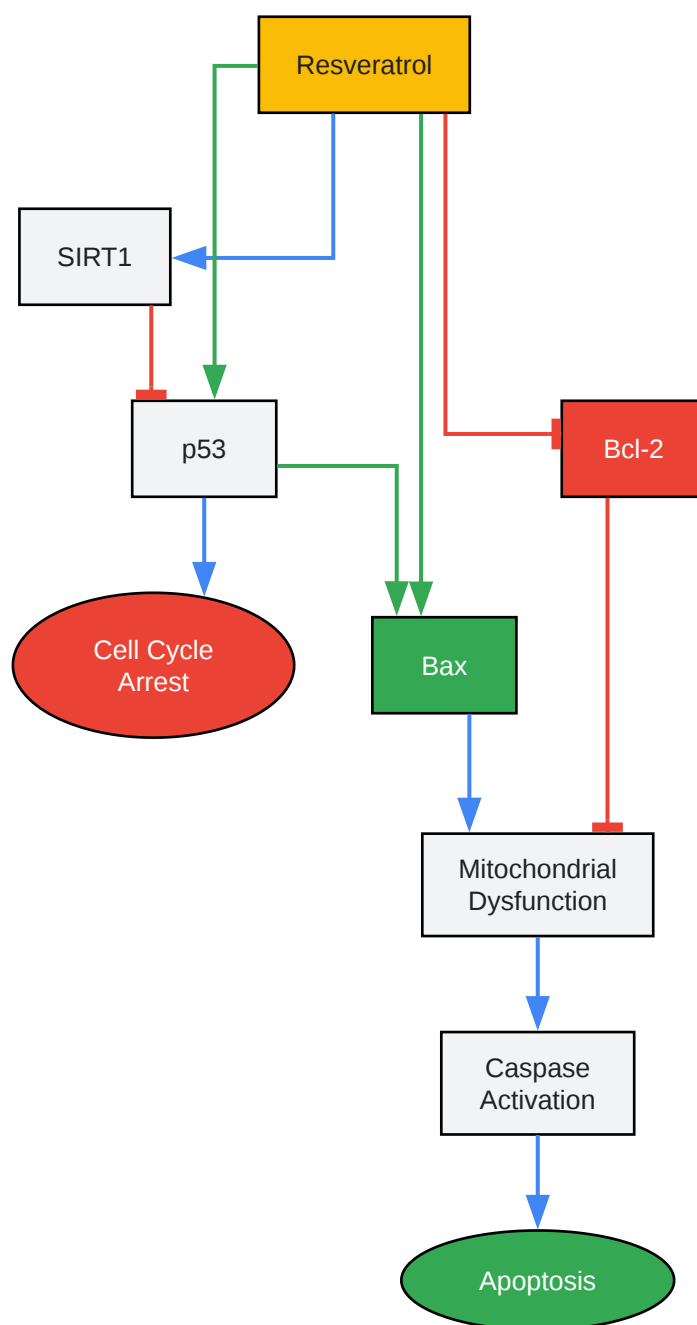 Resveratrol
SIRT1
p53
Bcl-2
Cell Cycle
Arrest
Bax
Mitochondrial
Dysfunction
Caspase
Activation
Apoptosis